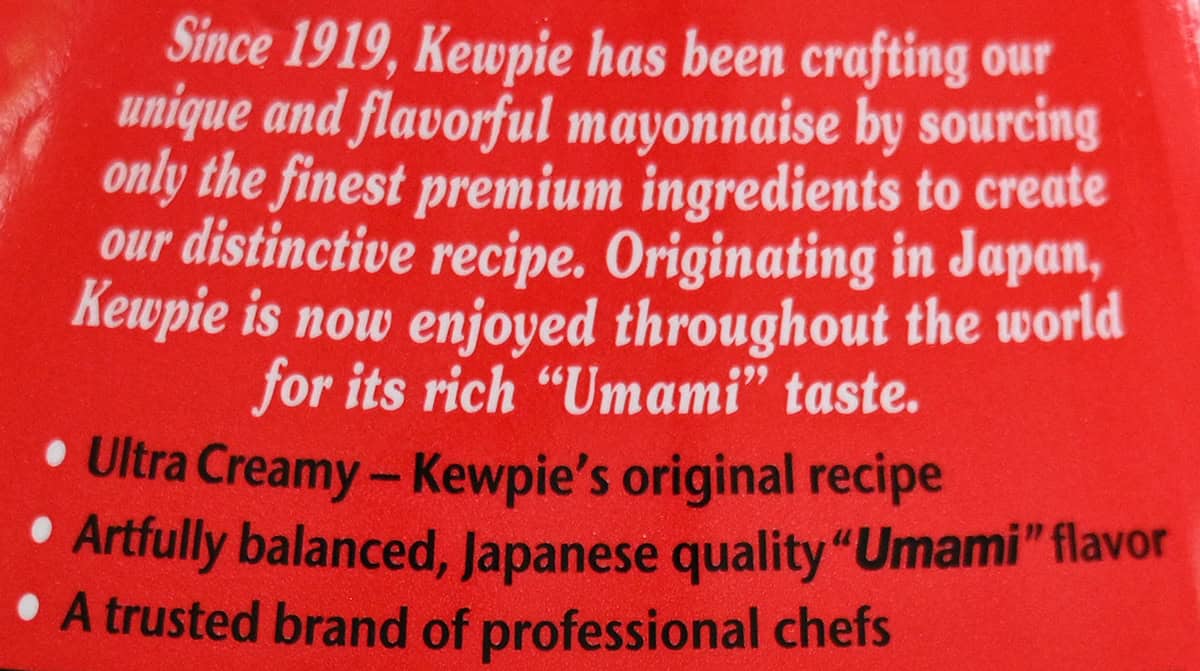 Since 1919, Kewpie has been crafting our
unique and flavorful mayonnaise by sourcing
only the finest premium ingredients to create
our distinctive recipe. Originating in Japan,
Kewpie is now enjoyed throughout the world
for its rich “Umami” taste.
• Ultra Creamy – Kewpie’s original recipe
• Artfully balanced, Japanese quality “Umami” flavor
• A trusted brand of professional chefs